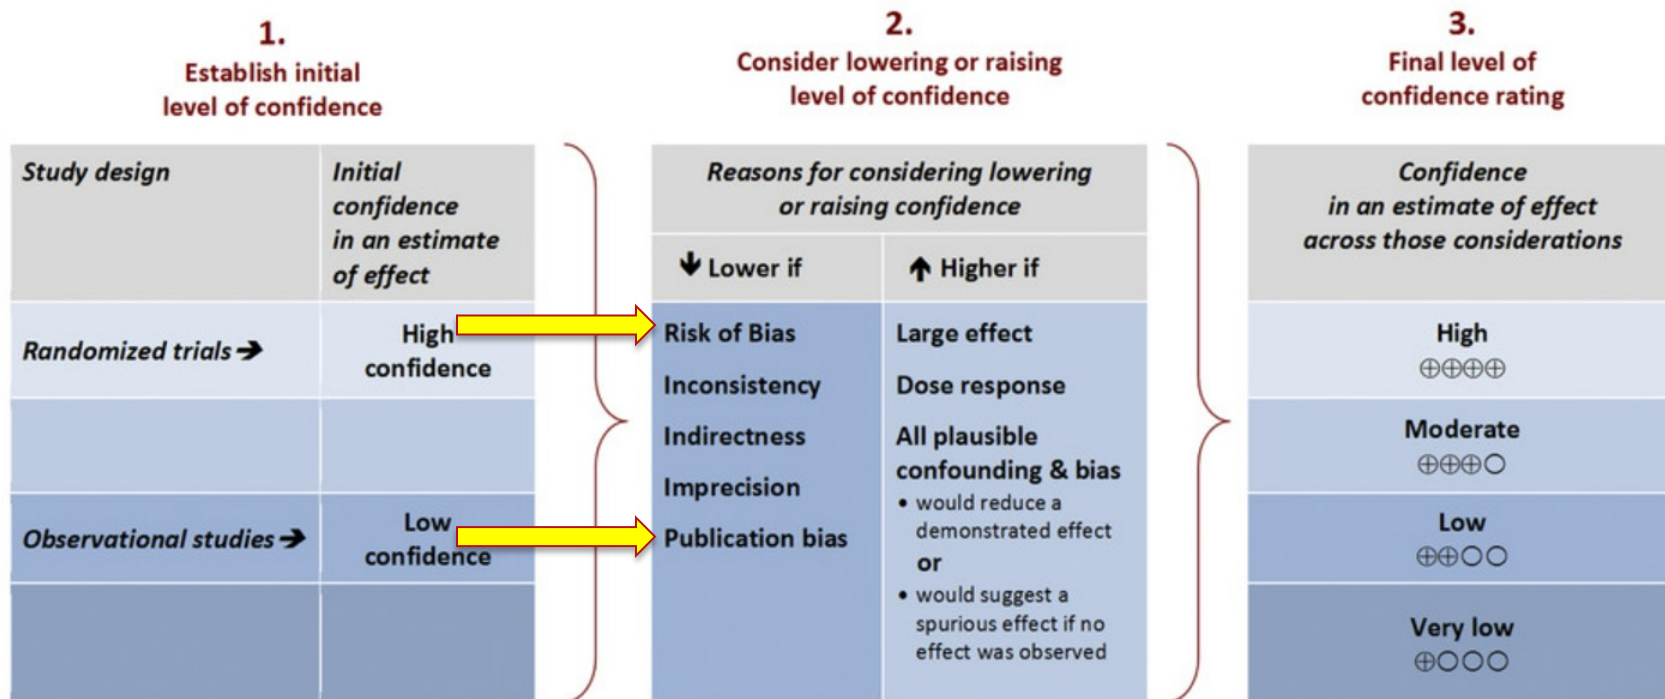 1.
Establish initial
level of confidence
Study design
Initial
confidence
in an estimate
of effect
Randomized trials ➔
High
confidence
Observational studies ➔
Low
confidence
2.
Consider lowering or raising
level of confidence
Reasons for considering lowering
or raising confidence
🡻 Lower if
🡹 Higher if
Risk of Bias
Inconsistency
Indirectness
Imprecision
Publication bias
Large effect
Dose response
All plausible
confounding & bias
• would reduce a
demonstrated effect
or
• would suggest a
spurious effect if no
effect was observed
3.
Final level of
confidence rating
Confidence
in an estimate of effect
across those considerations
High
⊕⊕⊕⊕
Moderate
⊕⊕⊕○
Low
⊕⊕○○
Very low
⊕○○○